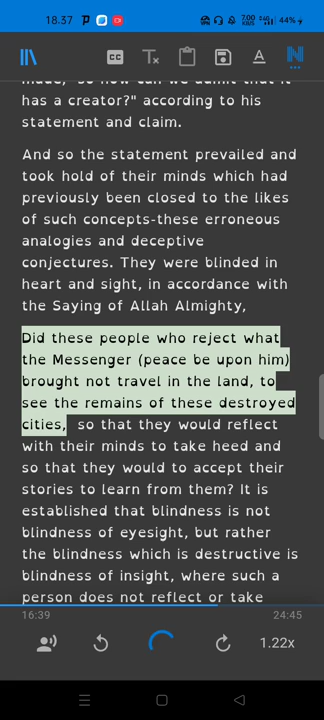 18.37
7.00
KB/S
44%
CC
made, "so how can we admit that it
has a creator?" according to his
statement and claim.
And so the statement prevailed and
took hold of their minds which had
previously been closed to the likes
of such concepts-these erroneous
analogies and deceptive
conjectures. They were blinded in
heart and sight, in accordance with
the Saying of Allah Almighty,
Did these people who reject what
the Messenger (peace be upon him)
brought not travel in the land, to
see the remains of these destroyed
cities, so that they would reflect
with their minds to take heed and
so that they would to accept their
stories to learn from them? It is
established that blindness is not
blindness of eyesight, but rather
the blindness which is destructive is
blindness of insight, where such a
person does not reflect or take
16:39
24:45
1.22x